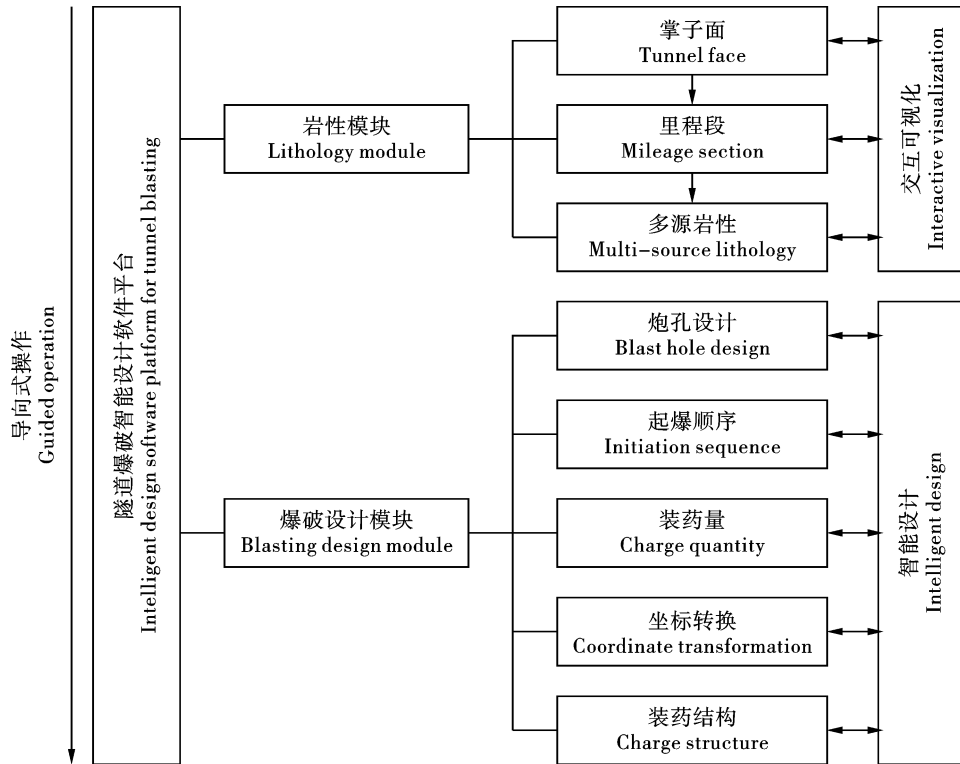 导向式操作
Guided operation
隧道爆破智能设计软件平台
Intelligent design software platform for tunnel blasting
岩性模块
Lithology module
掌子面
Tunnel face
里程段
Mileage section
多源岩性
Multi-source lithology
交互可视化
Interactive visualization
爆破设计模块
Blasting design module
炮孔设计
Blast hole design
起爆顺序
Initiation sequence
装药量
Charge quantity
坐标转换
Coordinate transformation
装药结构
Charge structure
智能设计
Intelligent design